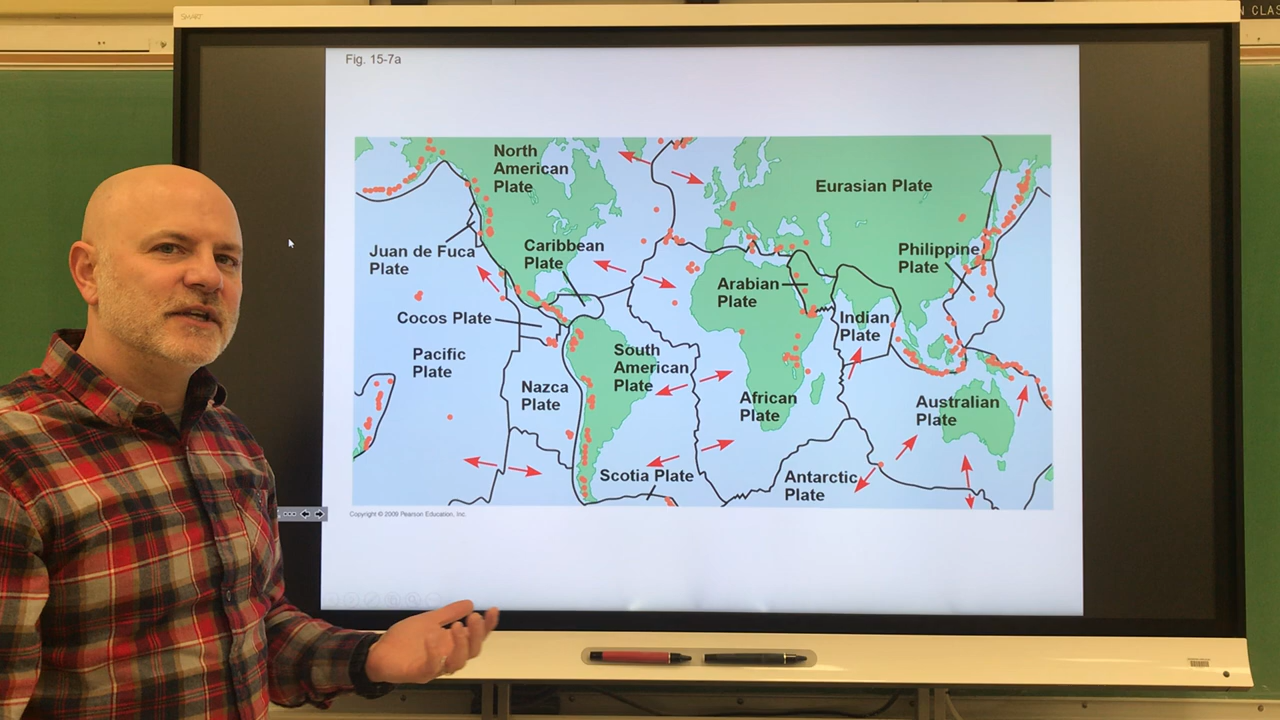 SMART
N CLAS
Fig. 15-7a
North
American
Plate
Eurasian Plate
Juan de Fuca
Plate
Caribbean
Plate
Philippine
Plate
Arabian
Plate
Cocos Plate
Indian
Plate
Pacific
Plate
South
American
Plate
Nazca
Plate
African
Plate
Australian
Plate
Scotia Plate
Antarctic
Plate
Copyright © 2009 Pearson Education, Inc.